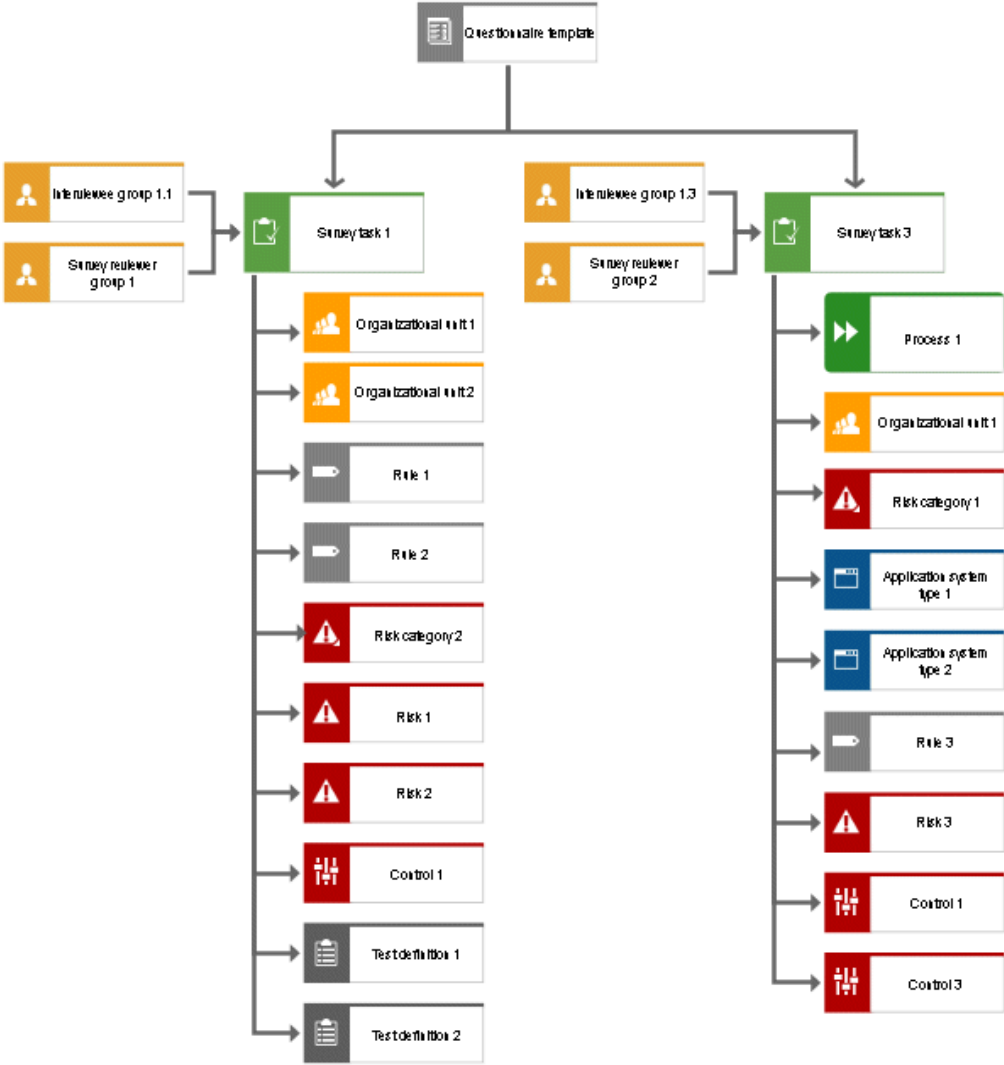 Questionnaire template
Interviewee group 1.1
Survey reviewer
group 1
Survey task 1
Organizational unit 1
Organizational unit 2
Rule 1
Rule 2
Risk category 2
Risk 1
Risk 2
Control 1
Test definition 1
Test definition 2
Interviewee group 1.3
Survey reviewer
group 2
Survey task 3
Process 1
Organizational unit 1
Risk category 1
Application system
type 1
Application system
type 2
Rule 3
Risk 3
Control 1
Control 3